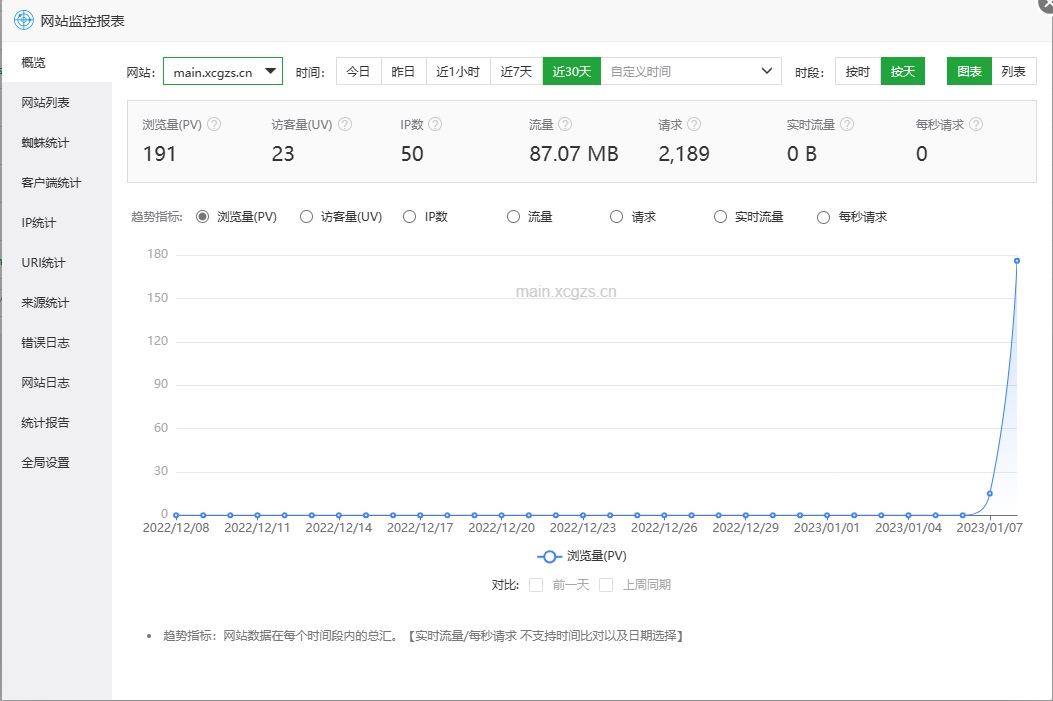 网站监控报表
概览
网站列表
蜘蛛统计
客户端统计
IP统计
URI统计
来源统计
错误日志
网站日志
统计报告
全局设置
网站: main.xcgzs.cn 时间: 今日 昨日 近1小时 近7天 近30天 自定义时间 时段: 按时 按天 图表 列表
浏览量(PV) ? 访客量(UV) ? IP数 ? 流量 ? 请求 ? 实时流量 ? 每秒请求 ?
191 23 50 87.07 MB 2,189 0 B 0
趋势指标: 浏览量(PV) 访客量(UV) IP数 流量 请求 实时流量 每秒请求
main.xcgzs.cn
180
150
120
90
60
30
0
2022/12/08 2022/12/11 2022/12/14 2022/12/17 2022/12/20 2022/12/23 2022/12/26 2022/12/29 2023/01/01 2023/01/04 2023/01/07
浏览量(PV)
对比: 前一天 上周同期
• 趋势指标: 网站数据在每个时间段内的总汇。【实时流量/每秒请求 不支持时间比对以及日期选择】